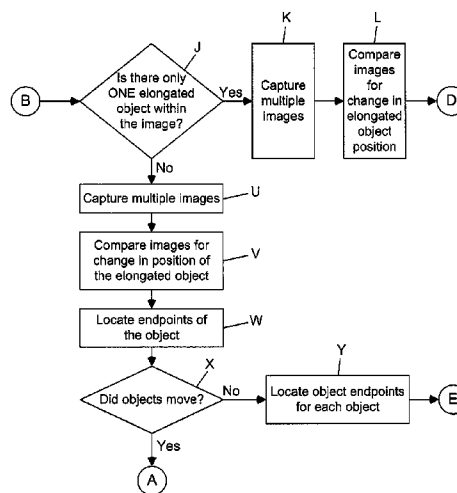 J
K
L
B
Is there only
ONE elongated
object within
the image?
Yes
Capture
multiple
images
Compare
images
for
change in
elongated
object
position
D
No
Capture multiple images
U
Compare images for
change in position of
the elongated object
V
Locate endpoints of
the object
W
X
Y
Did objects move?
No
Locate object endpoints
for each object
E
Yes
A